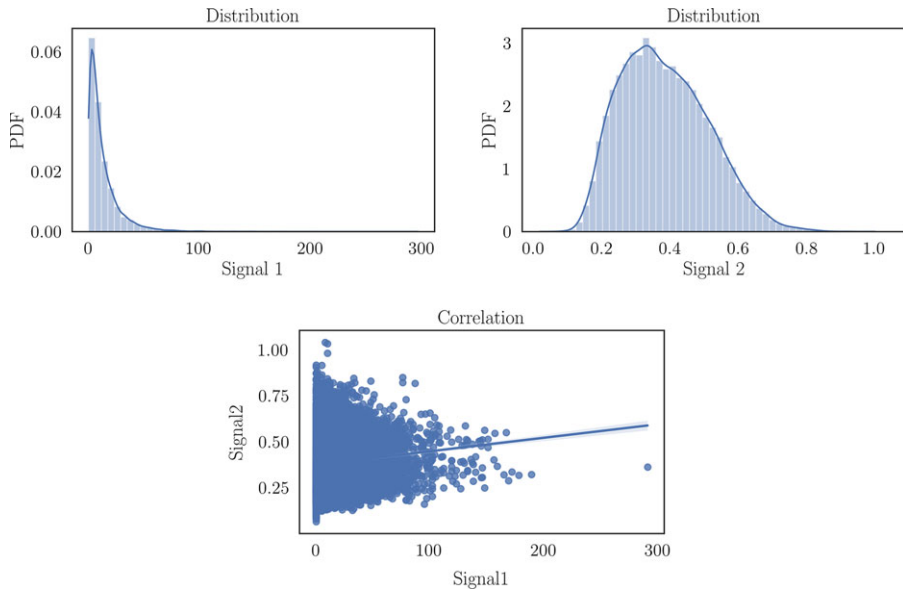 Distribution
0.06
0.04
0.02
0.00
PDF
0
100
200
300
Signal 1
Distribution
3
2
1
0
PDF
0.0
0.2
0.4
0.6
0.8
1.0
Signal 2
Correlation
1.00
0.75
0.50
0.25
Signal2
0
100
200
300
Signal1